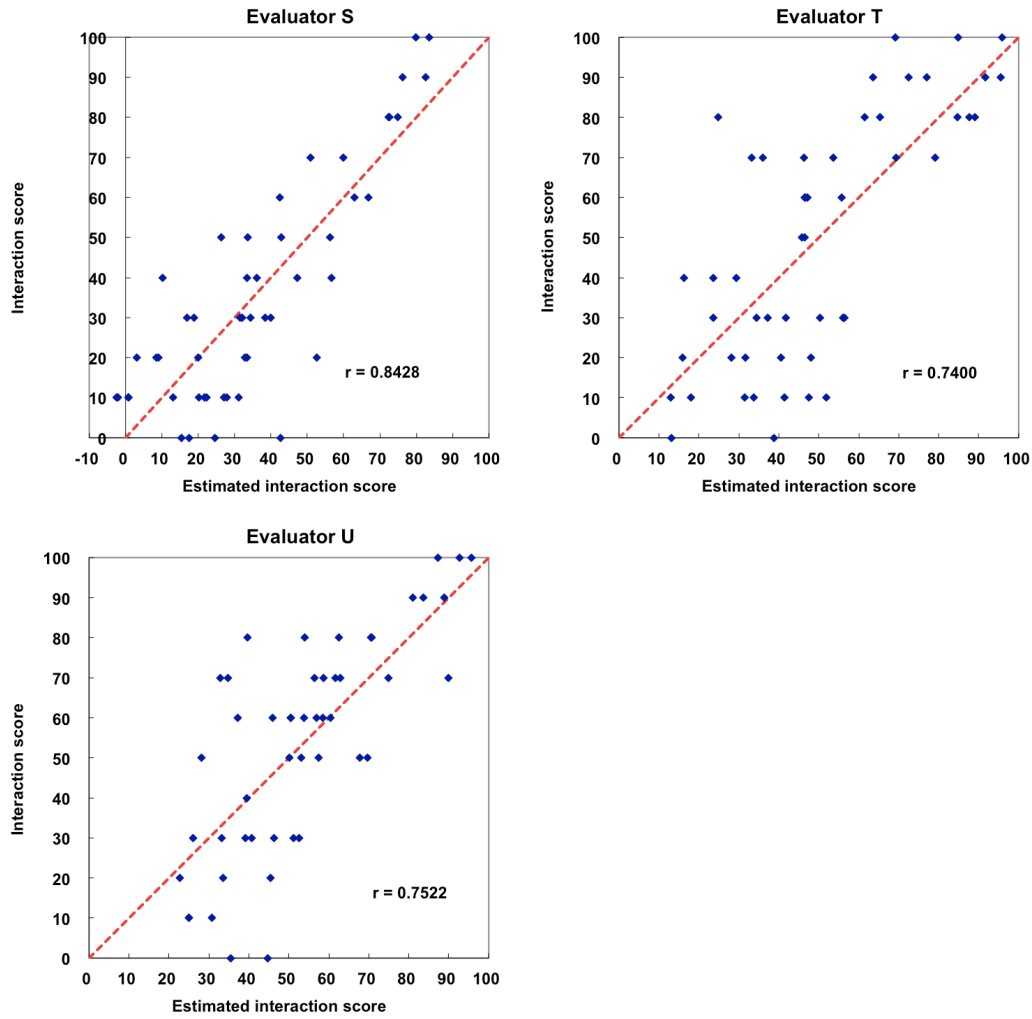 Evaluator S
100
90
80
70
60
50
40
30
20
10
0
Interaction score
r = 0.8428
-10 0 10 20 30 40 50 60 70 80 90 100
Estimated interaction score
Evaluator T
100
90
80
70
60
50
40
30
20
10
0
Interaction score
r = 0.7400
0 10 20 30 40 50 60 70 80 90 100
Estimated interaction score
Evaluator U
100
90
80
70
60
50
40
30
20
10
0
Interaction score
r = 0.7522
0 10 20 30 40 50 60 70 80 90 100
Estimated interaction score